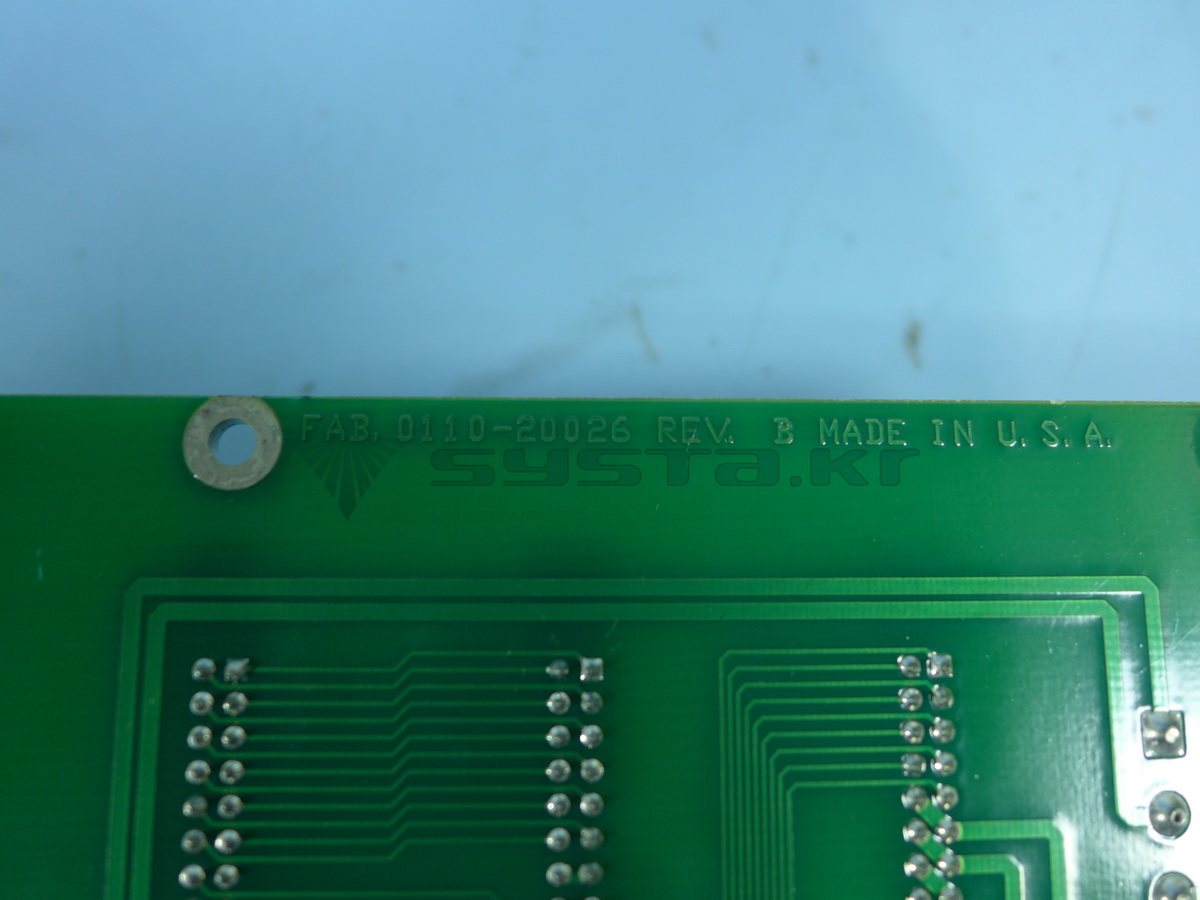 FAB. 0110-20026 REV. B MADE IN U.S.A.
systa.kr